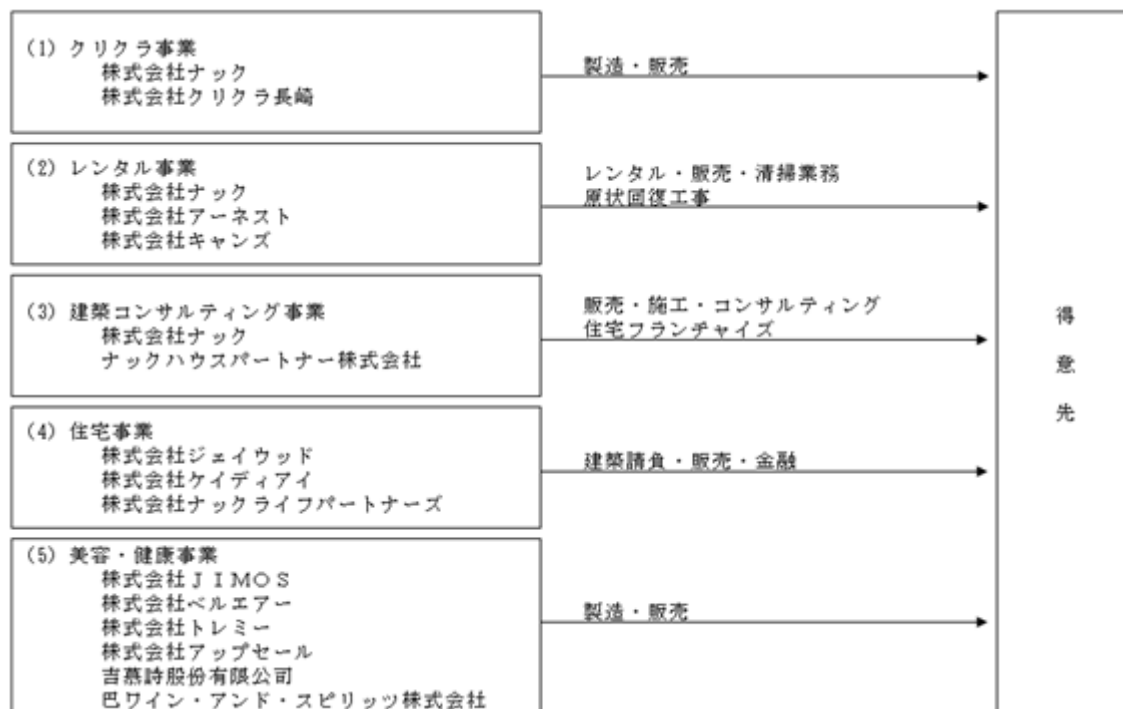 (1) クリクラ事業
株式会社ナック
株式会社クリクラ長崎
製造・販売
(2) レンタル事業
株式会社ナック
株式会社アーネスト
株式会社キャンズ
レンタル・販売・清掃業務
原状回復工事
(3) 建築コンサルティング事業
株式会社ナック
ナックハウスパートナー株式会社
販売・施工・コンサルティング
住宅フランチャイズ
(4) 住宅事業
株式会社ジェイウッド
株式会社ケイディアイ
株式会社ナックライフパートナーズ
建築請負・販売・金融
(5) 美容・健康事業
株式会社ＪＩＭＯＳ
株式会社ベルエアー
株式会社トレミー
株式会社アップセール
吉慕詩股份有限公司
巴ワイン・アンド・スピリッツ株式会社
製造・販売
得意先